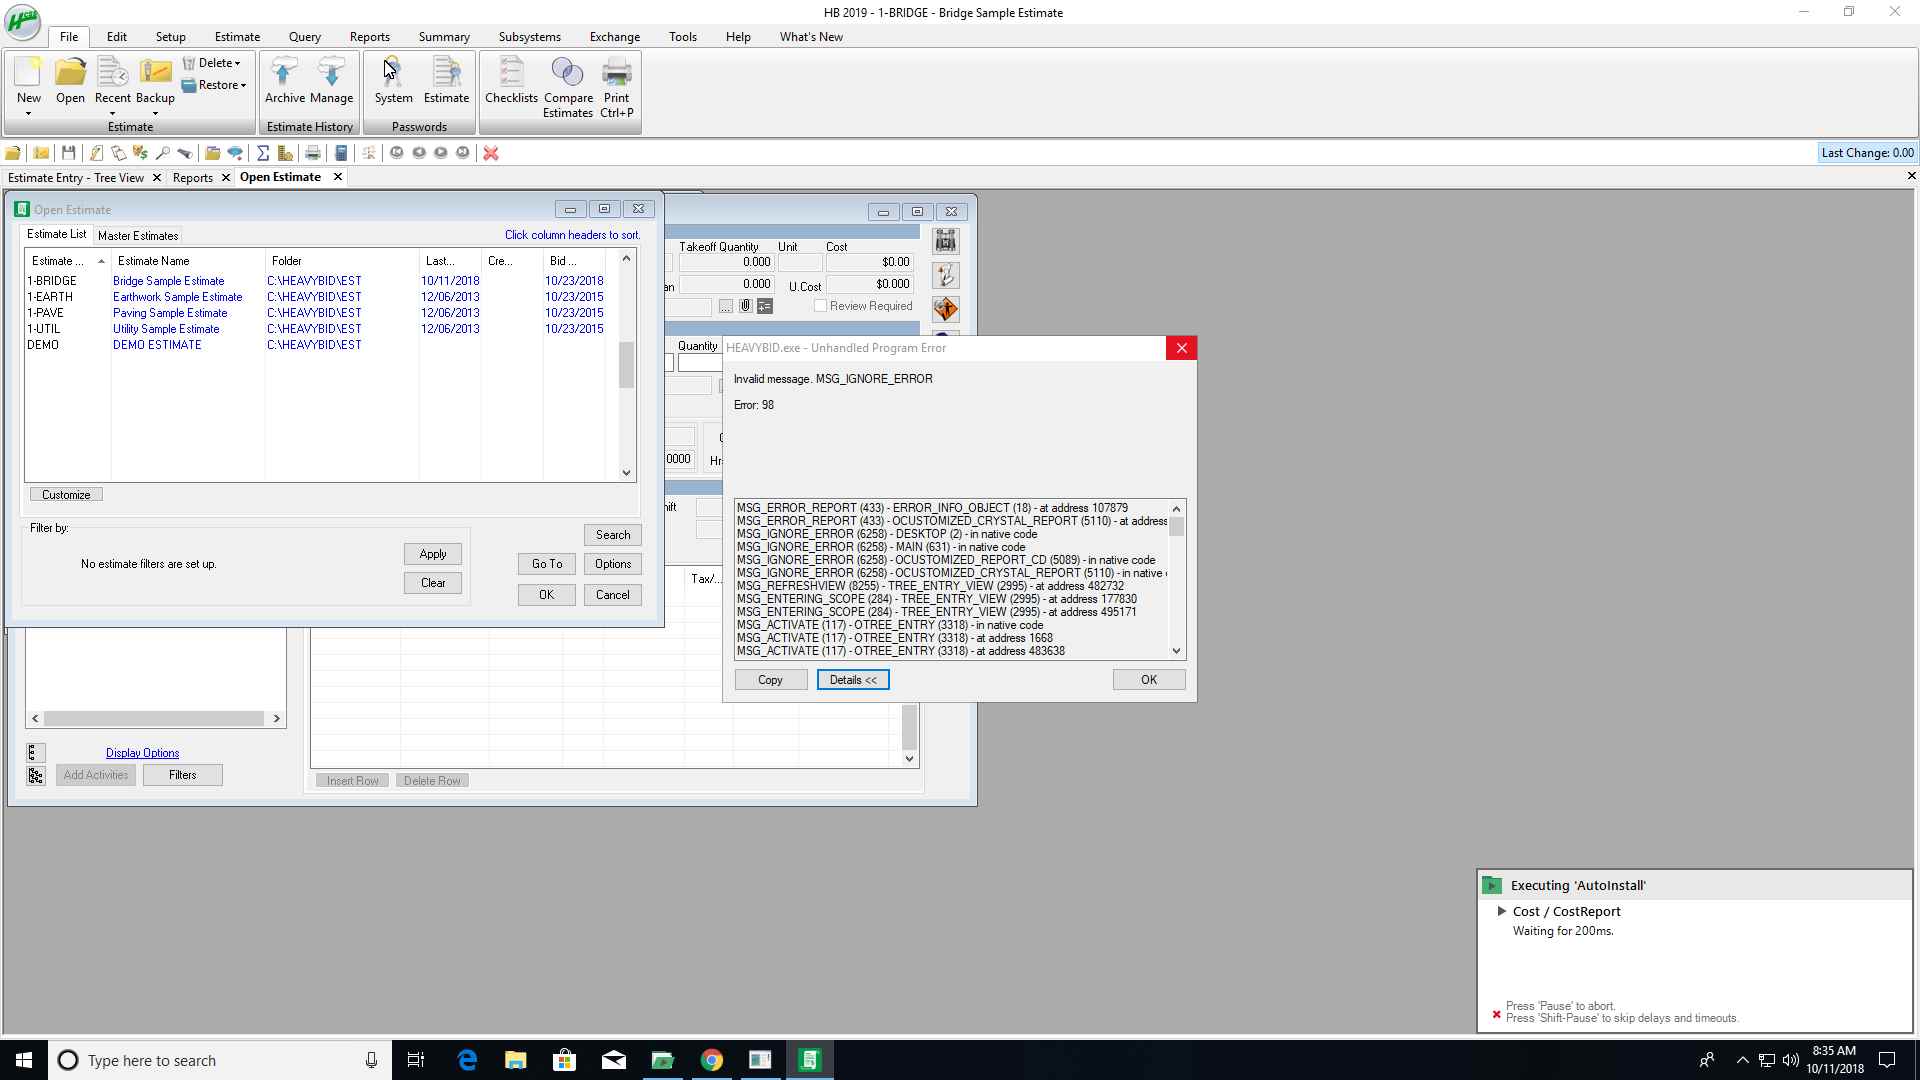 HB 2019 - 1-BRIDGE - Bridge Sample Estimate
File Edit Setup Estimate Query Reports Summary Subsystems Exchange Tools Help What's New
New Open Recent Backup Delete Restore
Estimate
Archive Manage
Estimate History
System Estimate
Passwords
Checklists Compare Estimates Print Ctrl+P
Last Change: 0.00
Estimate Entry - Tree View Reports Open Estimate
Open Estimate
Estimate List Master Estimates Click column headers to sort.
Estimate ... Estimate Name Folder Last... Cre... Bid ...
1-BRIDGE Bridge Sample Estimate C:\HEAVYBID\EST 10/11/2018 10/23/2018
1-EARTH Earthwork Sample Estimate C:\HEAVYBID\EST 12/06/2013 10/23/2015
1-PAVE Paving Sample Estimate C:\HEAVYBID\EST 12/06/2013 10/23/2015
1-UTIL Utility Sample Estimate C:\HEAVYBID\EST 12/06/2013 10/23/2015
DEMO DEMO ESTIMATE C:\HEAVYBID\EST
Customize
Filter by:
No estimate filters are set up.
Apply
Clear
Search
Go To Options
OK Cancel
Takeoff Quantity Unit Cost
0.000 $0.00
an 0.000 U.Cost $0.000
... Review Required
Quantity
0000 Hr
ift
Tax/...
HEAVYBID.exe - Unhandled Program Error
Invalid message. MSG_IGNORE_ERROR
Error: 98
MSG_ERROR_REPORT (433) - ERROR_INFO_OBJECT (18) - at address 107879
MSG_ERROR_REPORT (433) - OCUSTOMIZED_CRYSTAL_REPORT (5110) - at address
MSG_IGNORE_ERROR (6258) - DESKTOP (2) - in native code
MSG_IGNORE_ERROR (6258) - MAIN (631) - in native code
MSG_IGNORE_ERROR (6258) - OCUSTOMIZED_REPORT_CD (5089) - in native code
MSG_IGNORE_ERROR (6258) - OCUSTOMIZED_CRYSTAL_REPORT (5110) - in native
MSG_REFRESHVIEW (8255) - TREE_ENTRY_VIEW (2995) - at address 482732
MSG_ENTERING_SCOPE (284) - TREE_ENTRY_VIEW (2995) - at address 177830
MSG_ENTERING_SCOPE (284) - TREE_ENTRY_VIEW (2995) - at address 495171
MSG_ACTIVATE (117) - OTREE_ENTRY (3318) - in native code
MSG_ACTIVATE (117) - OTREE_ENTRY (3318) - at address 1668
MSG_ACTIVATE (117) - OTREE_ENTRY (3318) - at address 483638
Copy Details << OK
Display Options
Add Activities Filters
Insert Row Delete Row
Executing 'AutoInstall'
Cost / CostReport
Waiting for 200ms.
Press 'Pause' to abort.
Press 'Shift-Pause' to skip delays and timeouts.
Type here to search
8:35 AM
10/11/2018